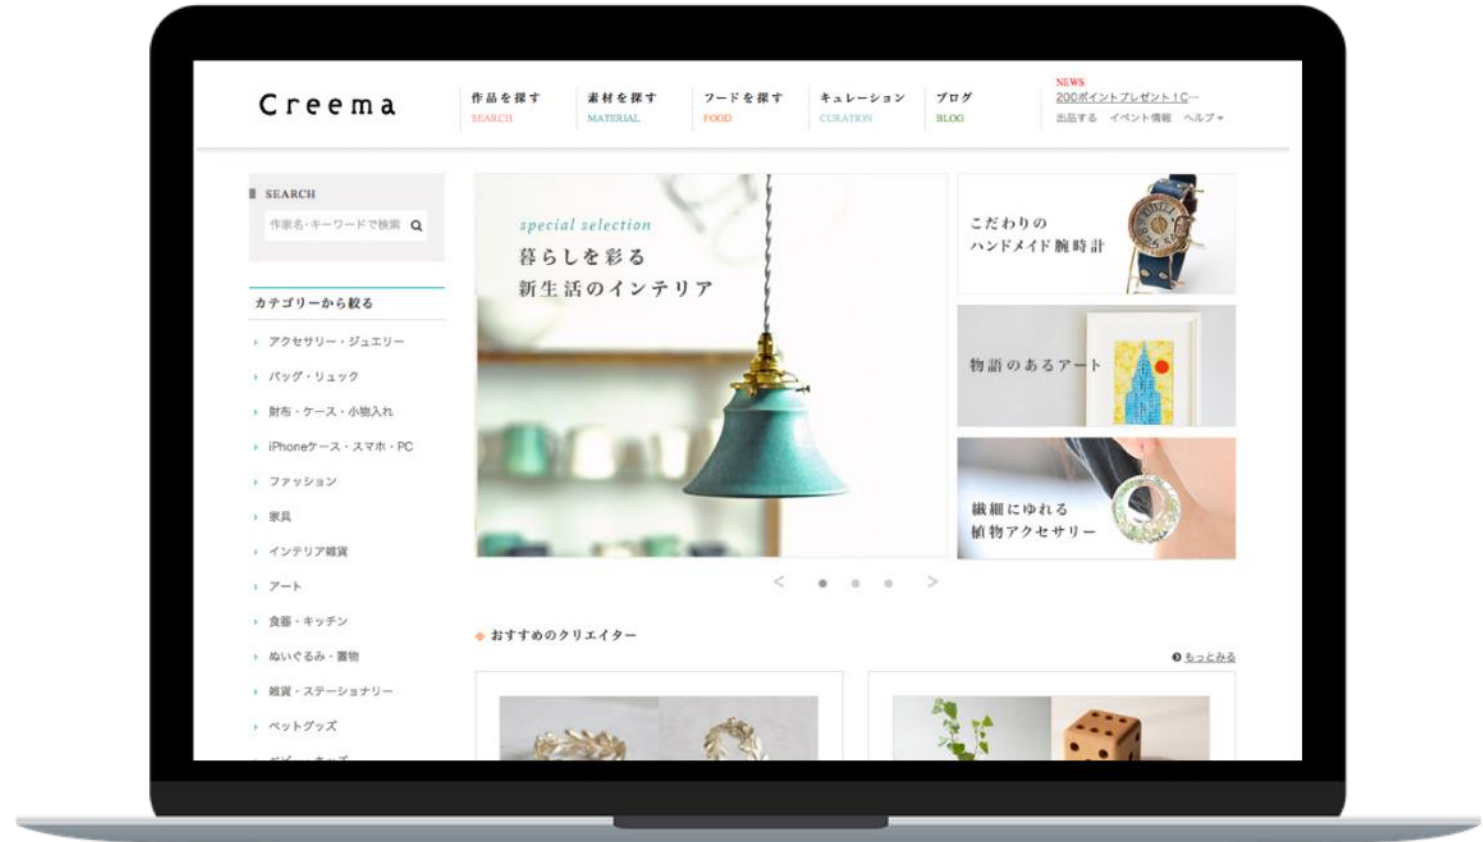 Creema
作品を探す
SEARCH
素材を探す
MATERIAL
フードを探す
FOOD
キュレーション
CURATION
ブログ
BLOG
NEWS
200ポイントプレゼント！C…
出品する イベント情報 ヘルプ
SEARCH
作家名・キーワードで検索
カテゴリーから絞る
アクセサリー・ジュエリー
バッグ・リュック
財布・ケース・小物入れ
iPhoneケース・スマホ・PC
ファッション
家具
インテリア雑貨
アート
食器・キッチン
ぬいぐるみ・置物
雑貨・ステーショナリー
ペットグッズ
special selection
暮らしを彩る
新生活のインテリア
こだわりの
ハンドメイド腕時計
物語のあるアート
繊細にゆれる
植物アクセサリー
おすすめのクリエイター
もっとみる